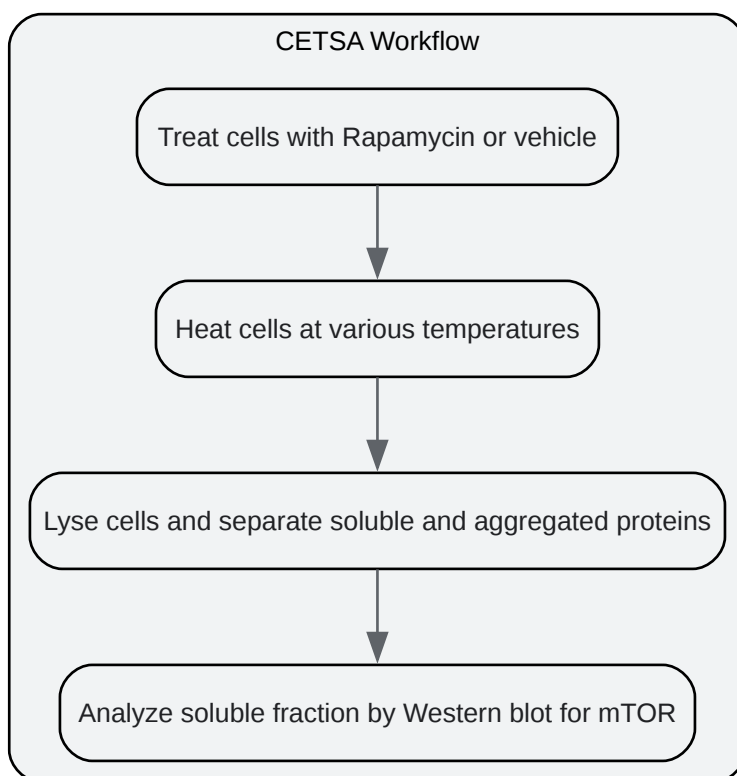 CETSA Workflow
Treat cells with Rapamycin or vehicle
Heat cells at various temperatures
Lyse cells and separate soluble and aggregated proteins
Analyze soluble fraction by Western blot for mTOR